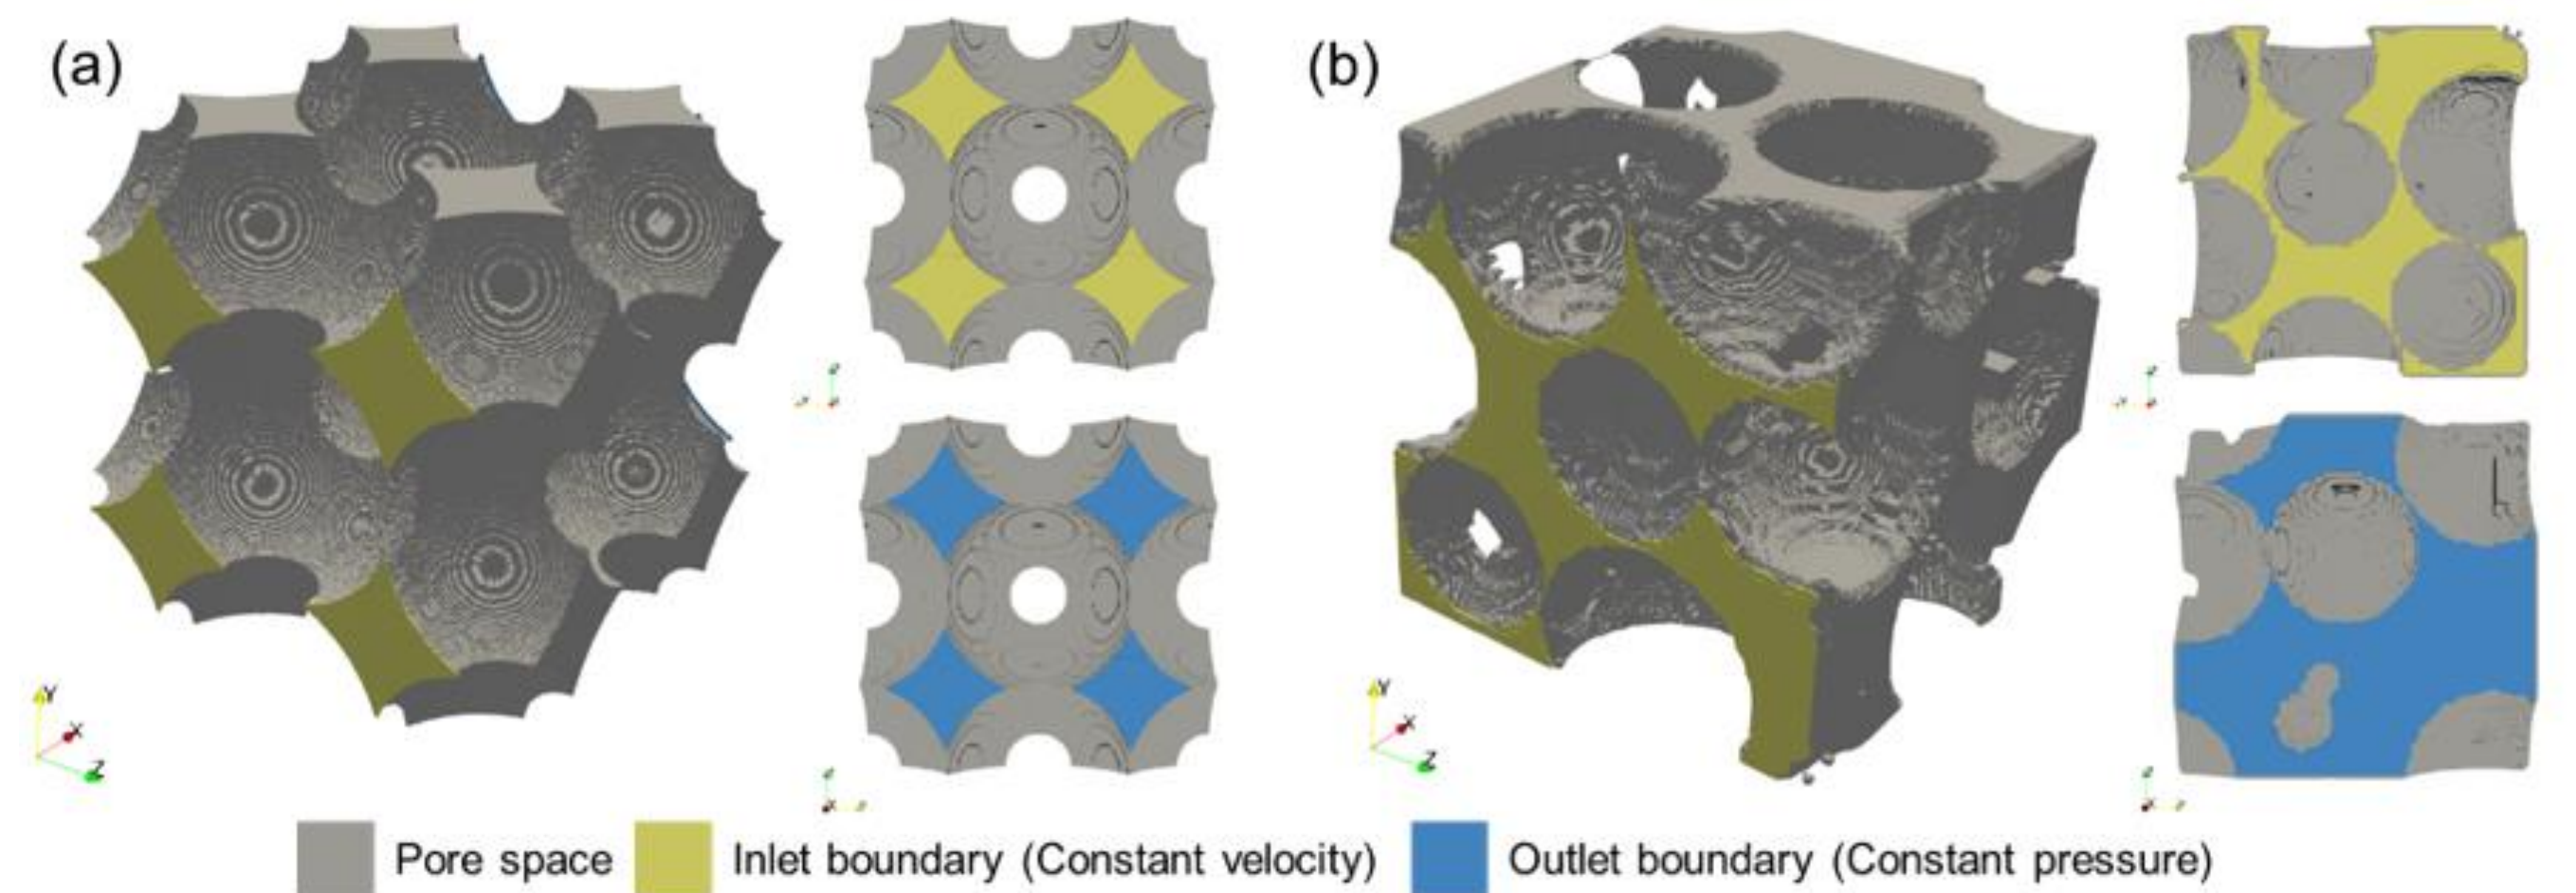 (a)
(b)
Y
X
Z
Y
X
Z
Pore space
Inlet boundary (Constant velocity)
Outlet boundary (Constant pressure)